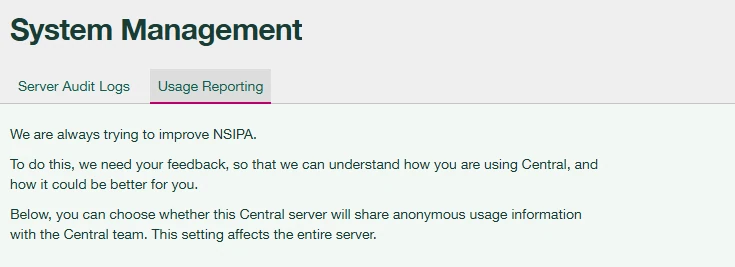 System Management
Server Audit Logs
Usage Reporting
We are always trying to improve NSIPA.
To do this, we need your feedback, so that we can understand how you are using Central, and
how it could be better for you.
Below, you can choose whether this Central server will share anonymous usage information
with the Central team. This setting affects the entire server.